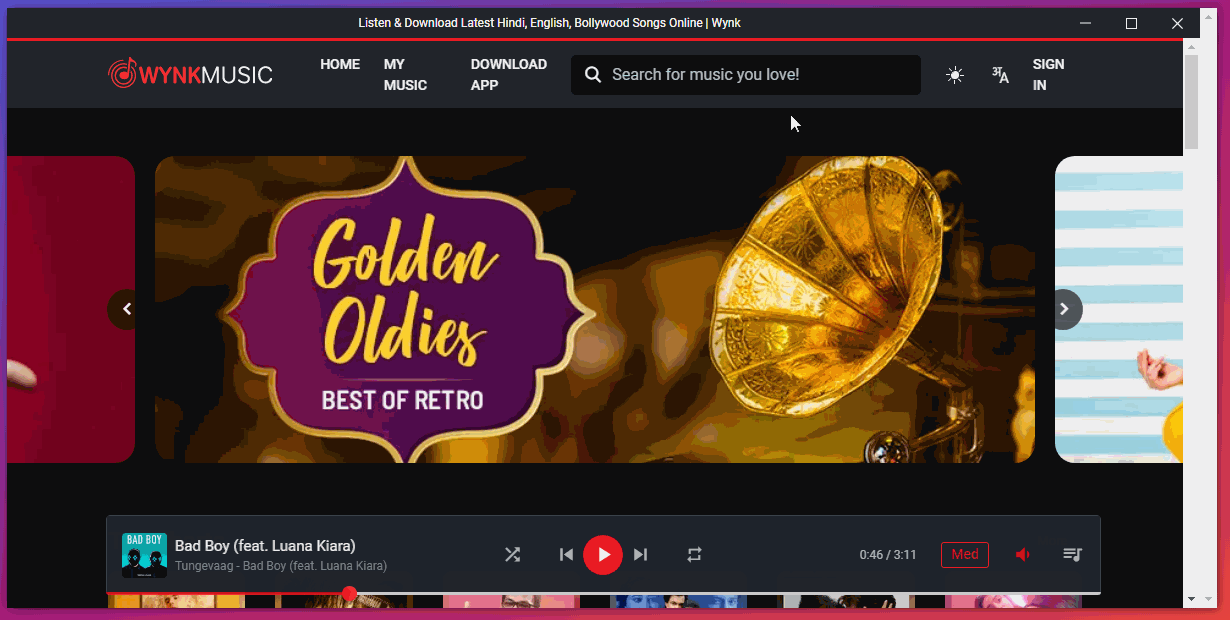 Listen & Download Latest Hindi, English, Bollywood Songs Online | Wynk
WYNKMUSIC
HOME
MY
MUSIC
DOWNLOAD
APP
Search for music you love!
SIGN
IN
Golden
Oldies
BEST OF RETRO
BAD BOY
Bad Boy (feat. Luana Kiara)
Tungevaag - Bad Boy (feat. Luana Kiara)
0:46 / 3:11
Med